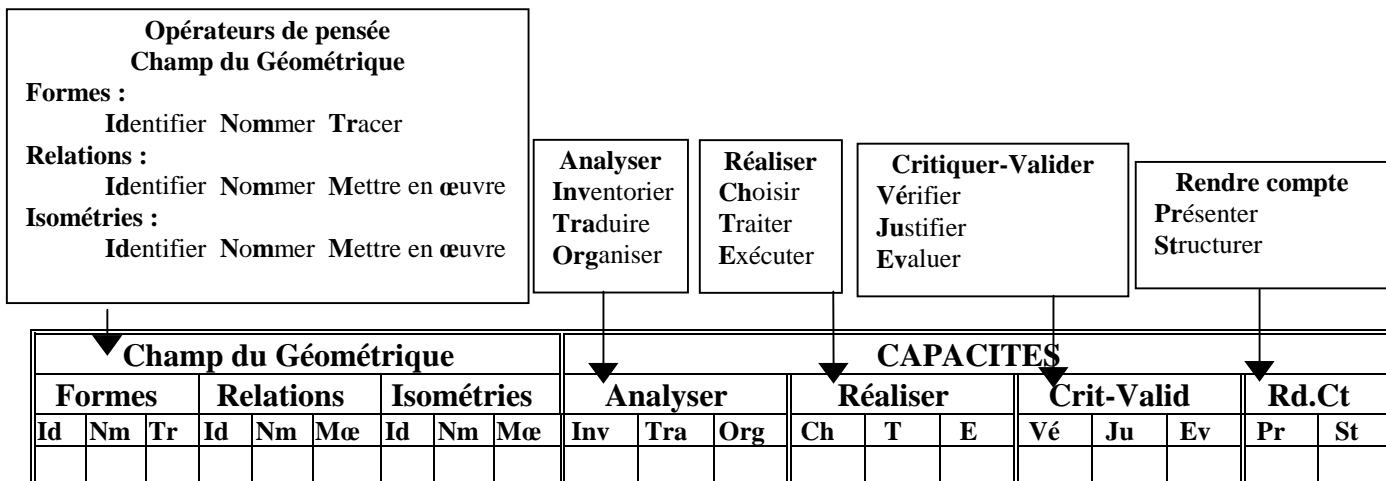 Opérateurs de pensée
Champ du Géométrique
Formes :
Identifier Nommer Tracer
Relations :
Identifier Nommer Mettre en œuvre
Isométries :
Identifier Nommer Mettre en œuvre
Analyser
Inventorier
Traduire
Organiser
Réaliser
Choisir
Traiter
Exécuter
Critiquer-Valider
Vérifier
Justifier
Evaluer
Rendre compte
Présenter
Structurer
Champ du Géométrique CAPACITES
Formes Relations Isométries Analyser Réaliser Crit-Valid Rd.Ct
Id Nm Tr Id Nm Mœ Id Nm Mœ Inv Tra Org Ch T E Vé Ju Ev Pr St